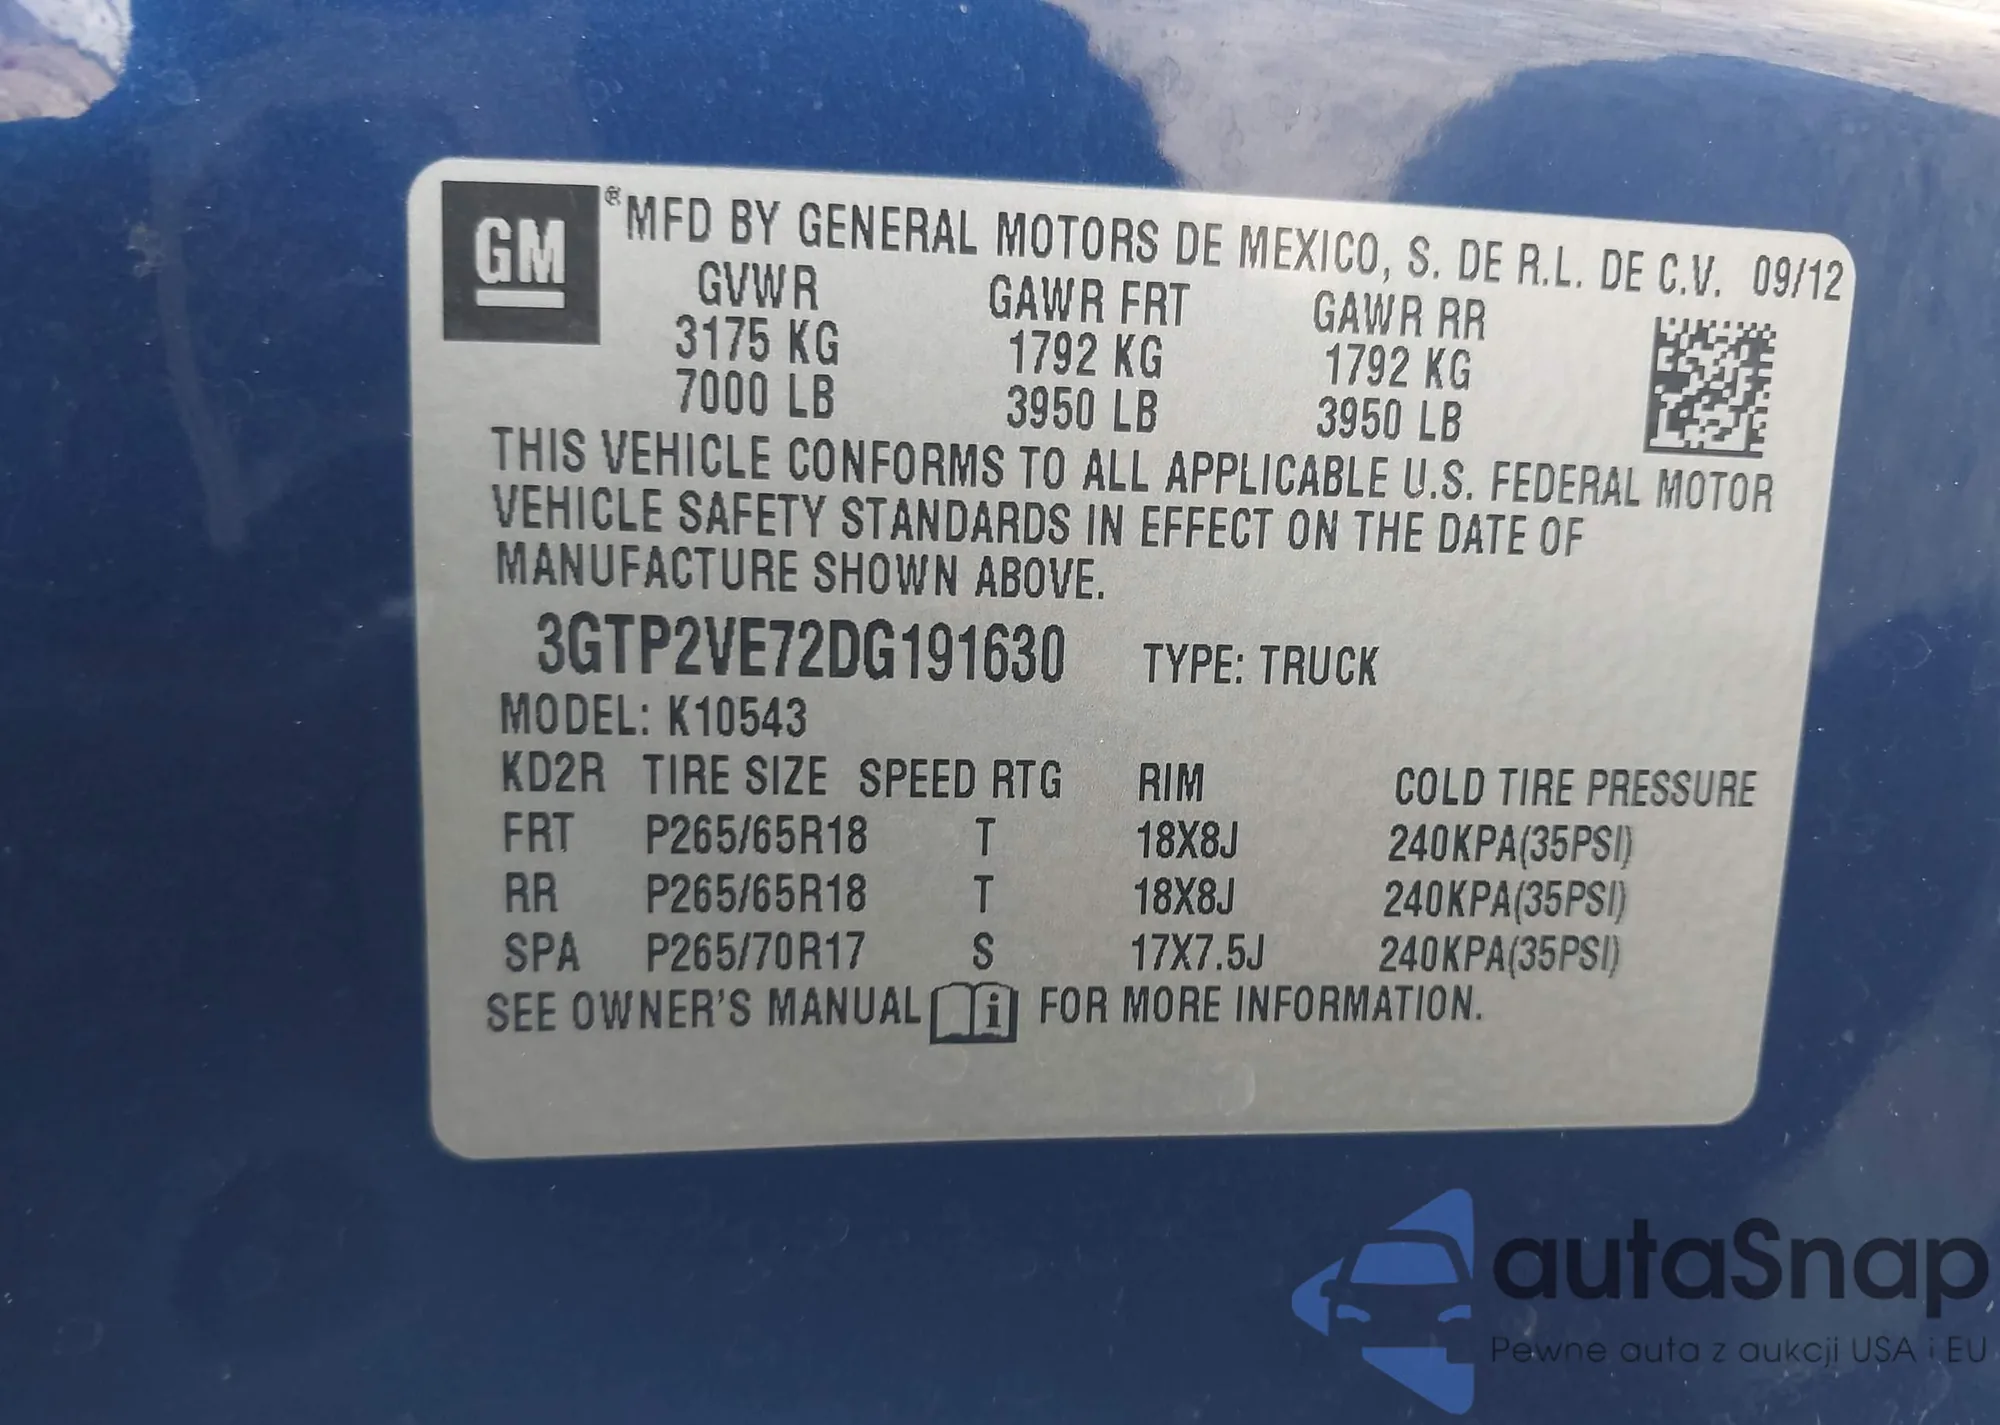 GM
® MFD BY GENERAL MOTORS DE MEXICO, S. DE R.L. DE C.V. 09/12
GVWR GAWR FRT GAWR RR
3175 KG 1792 KG 1792 KG
7000 LB 3950 LB 3950 LB
THIS VEHICLE CONFORMS TO ALL APPLICABLE U.S. FEDERAL MOTOR
VEHICLE SAFETY STANDARDS IN EFFECT ON THE DATE OF
MANUFACTURE SHOWN ABOVE.
3GTP2VE72DG191630 TYPE: TRUCK
MODEL: K10543
KD2R TIRE SIZE SPEED RTG RIM COLD TIRE PRESSURE
FRT P265/65R18 T 18X8J 240KPA(35PSI)
RR P265/65R18 T 18X8J 240KPA(35PSI)
SPA P265/70R17 S 17X7.5J 240KPA(35PSI)
SEE OWNER'S MANUAL i FOR MORE INFORMATION.
autaSnap
Pewne auta z aukcji USA i EU